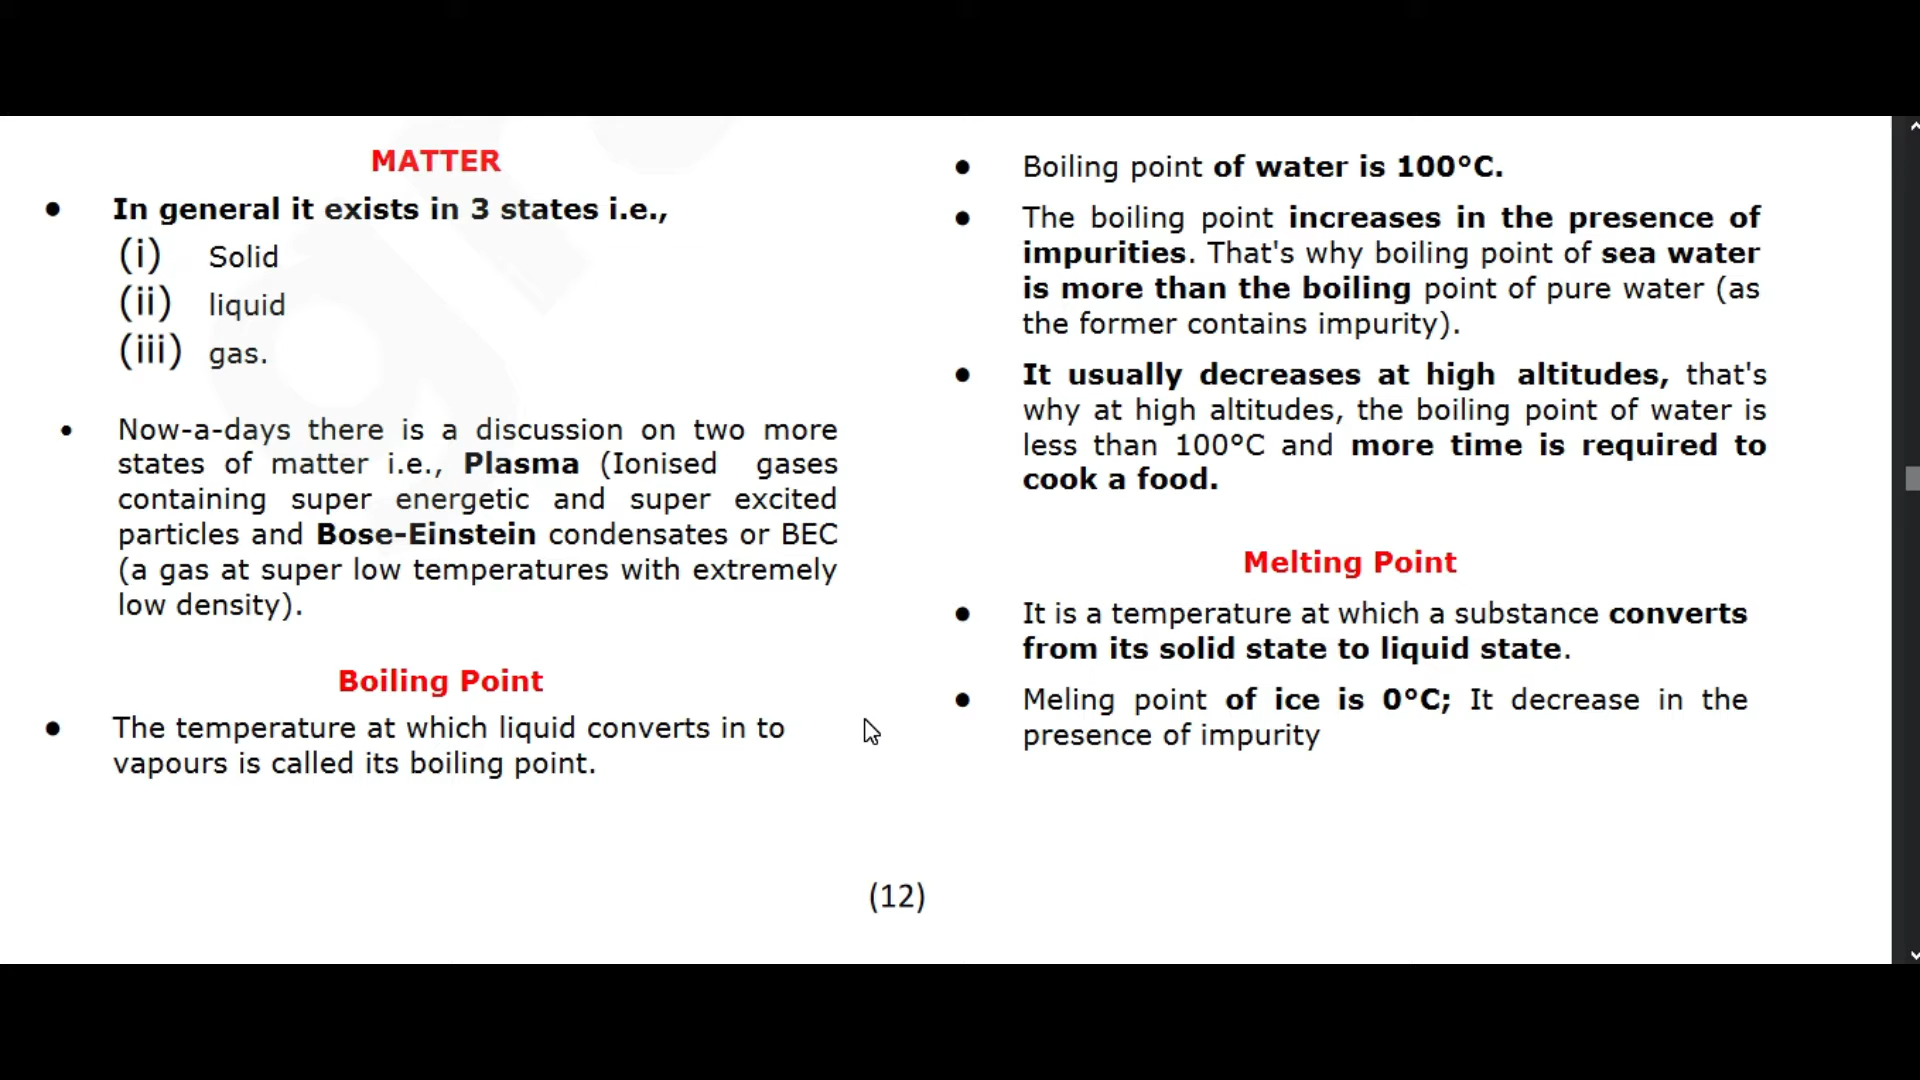 MATTER
● In general it exists in 3 states i.e.,
(i) Solid
(ii) liquid
(iii) gas.
• Now-a-days there is a discussion on two more
states of matter i.e., Plasma (Ionised gases
containing super energetic and super excited
particles and Bose-Einstein condensates or BEC
(a gas at super low temperatures with extremely
low density).
Boiling Point
● The temperature at which liquid converts in to
vapours is called its boiling point.
● Boiling point of water is 100°C.
● The boiling point increases in the presence of
impurities. That's why boiling point of sea water
is more than the boiling point of pure water (as
the former contains impurity).
● It usually decreases at high altitudes, that's
why at high altitudes, the boiling point of water is
less than 100°C and more time is required to
cook a food.
Melting Point
● It is a temperature at which a substance converts
from its solid state to liquid state.
● Meling point of ice is 0°C; It decrease in the
presence of impurity
(12)